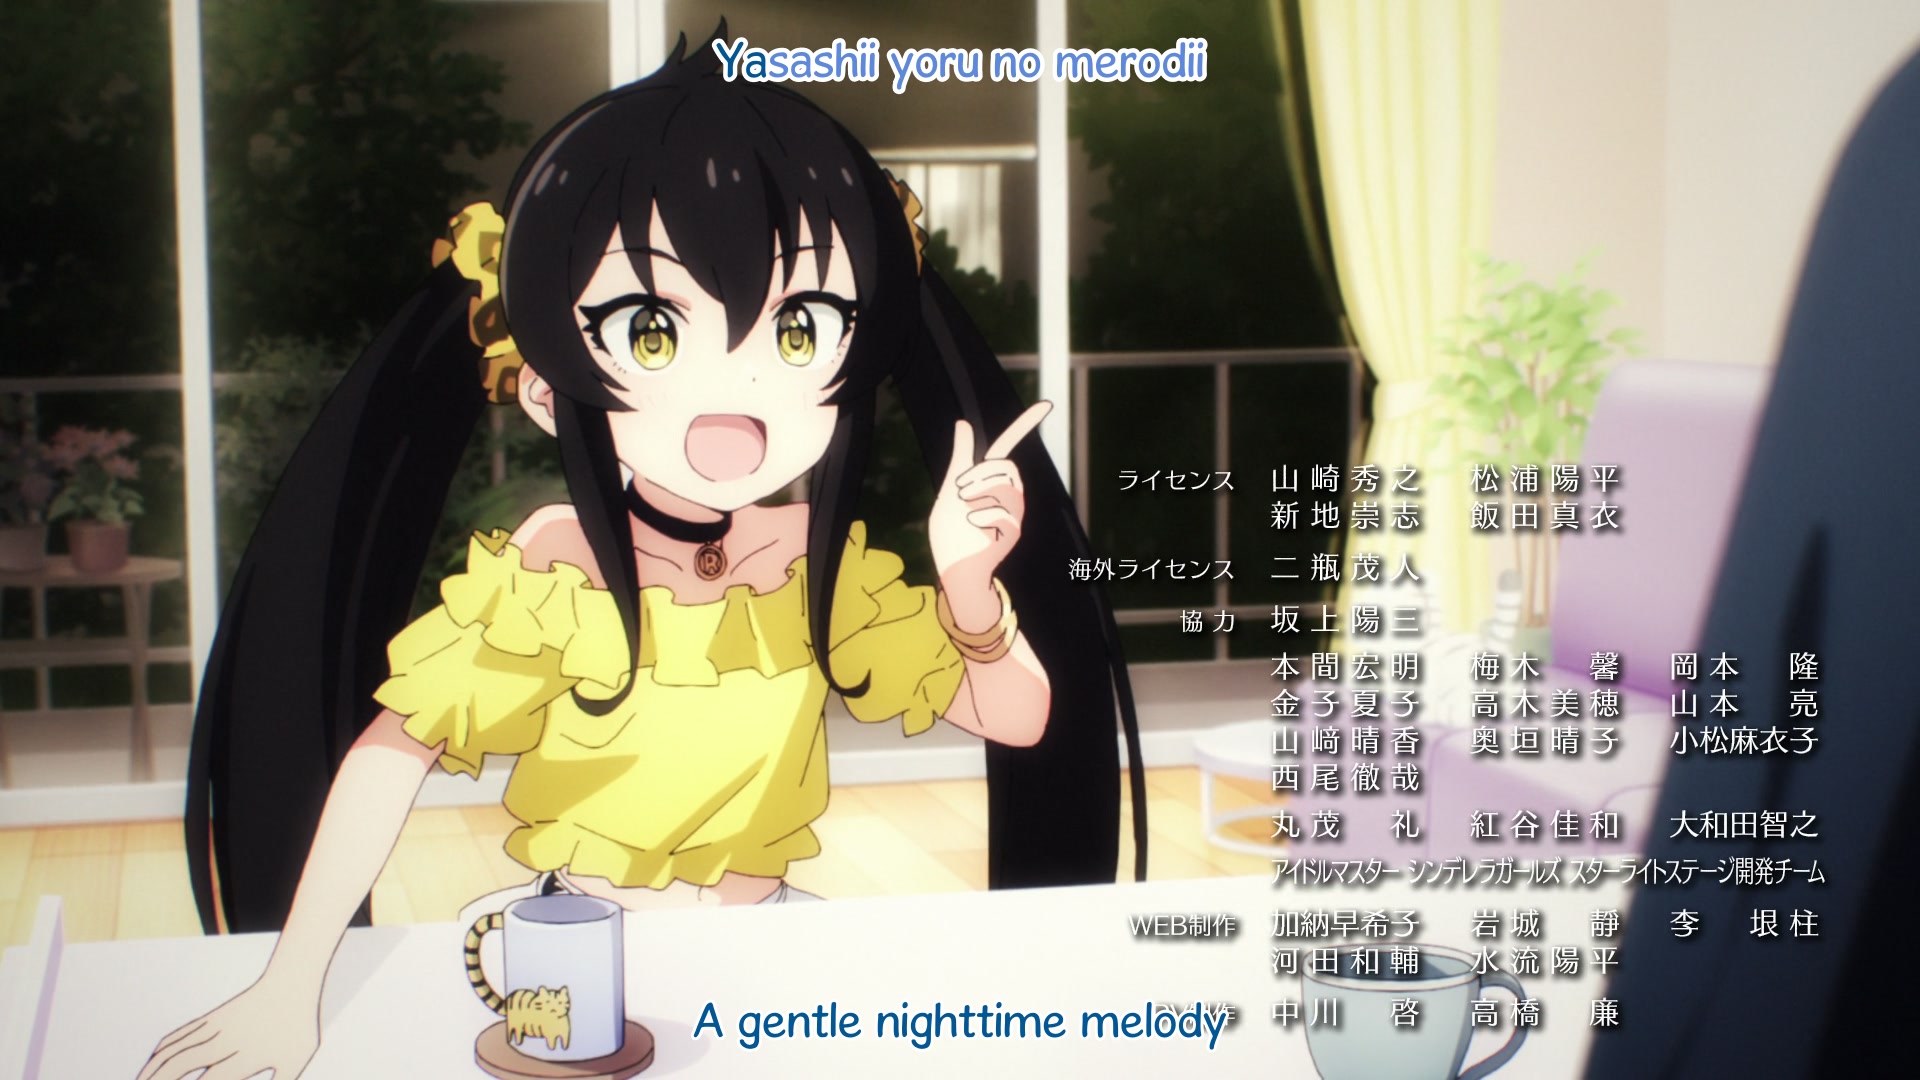 Yasashii yoru no merodii
ライセンス 山崎秀之 松浦陽平
新地崇志 飯田真衣
海外ライセンス 二瓶茂人
協力 坂上陽三
本間宏明 梅木馨 岡本隆
金子夏子 高木美穂 山本亮
山﨑晴香 奥垣晴子 小松麻衣子
西尾徹哉
丸茂礼 紅谷佳和 大和田智之
アイドルマスター シンデレラガールズ スターライトステージ開発チーム
WEB制作 加納早希子 岩城靜 李垠柱
河田和輔 水流陽平
中川啓 高橋廉
A gentle nighttime melody
R